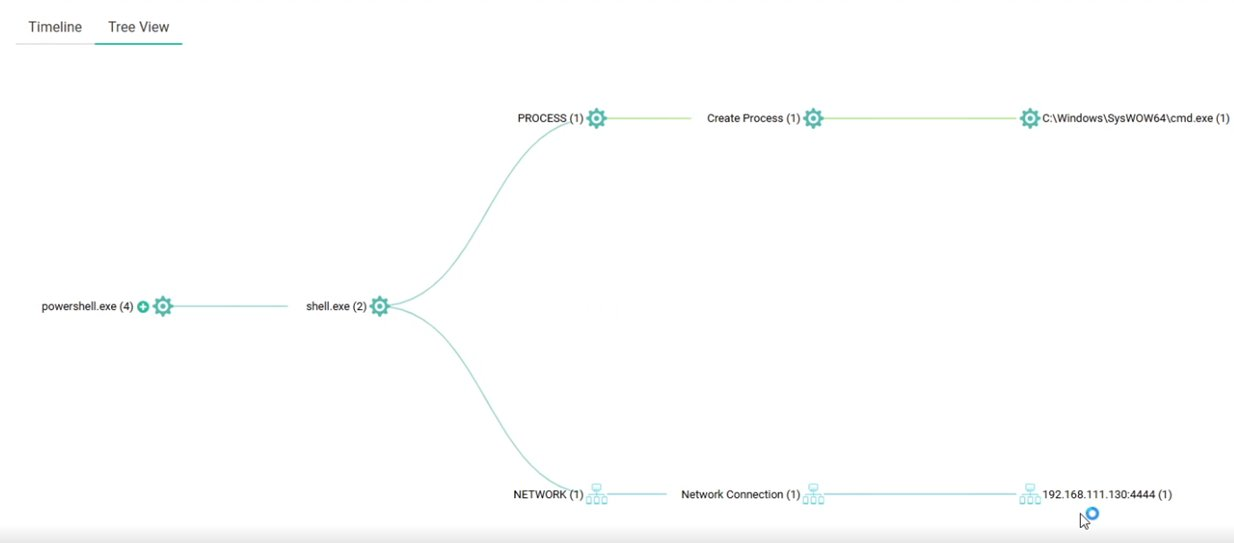 Timeline Tree View
PROCESS (1) Create Process (1) C:\Windows\SysWOW64\cmd.exe (1)
powershell.exe (4) shell.exe (2)
NETWORK (1) Network Connection (1) 192.168.111.130:4444 (1)